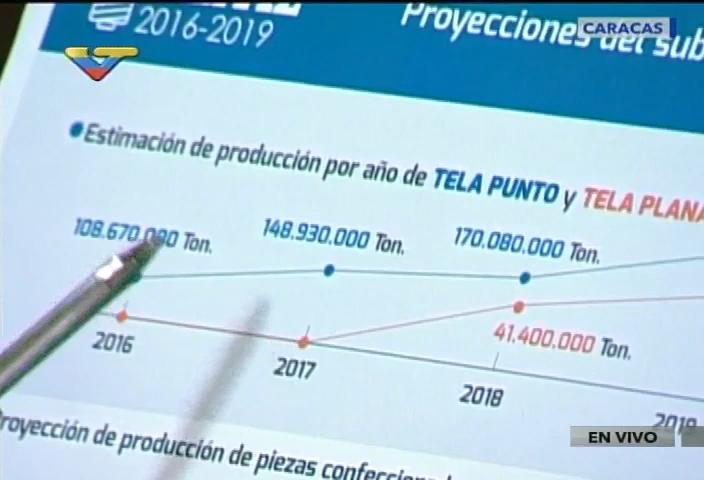 2016-2019
Proyecciones del sub
CARACAS
Estimación de producción por año de TELA PUNTO y TELA PLANA
108.670.000 Ton.
148.930.000 Ton.
170.080.000 Ton.
41.400.000 Ton.
2016
2017
2018
2019
EN VIVO
Proyección de producción de piezas